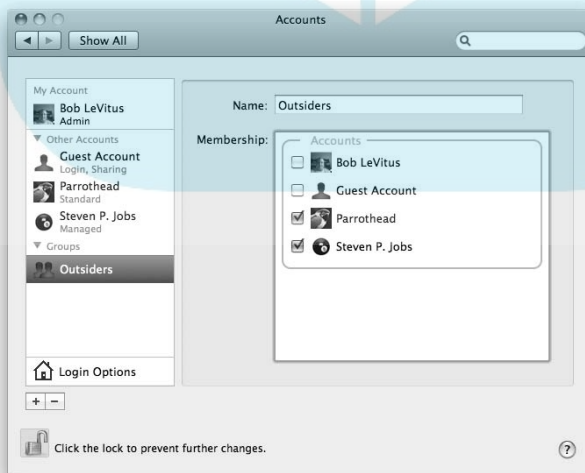 Accounts
Show All
My Account
Bob LeVitus
Admin
Other Accounts
Guest Account
Login, Sharing
Parrothead
Standard
Steven P. Jobs
Managed
Groups
Outsiders
Login Options
+ −
Name: Outsiders
Membership:
Accounts
Bob LeVitus
Guest Account
Parrothead
Steven P. Jobs
Click the lock to prevent further changes.
?